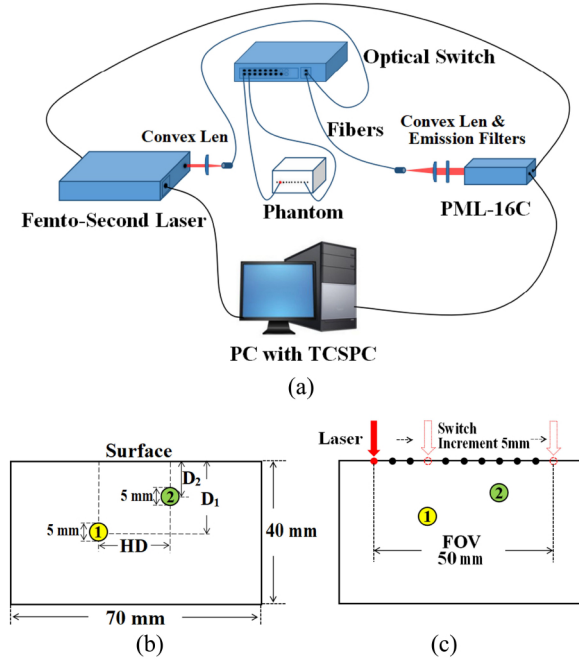 Optical Switch
Convex Len
Fibers
Convex Len &
Emission Filters
Femto-Second Laser
Phantom
PML-16C
PC with TCSPC
(a)
Surface
5 mm
2
D2
D1
5 mm
1
HD
40 mm
70 mm
(b)
Laser
Switch
Increment 5mm
2
1
FOV
50 mm
(c)